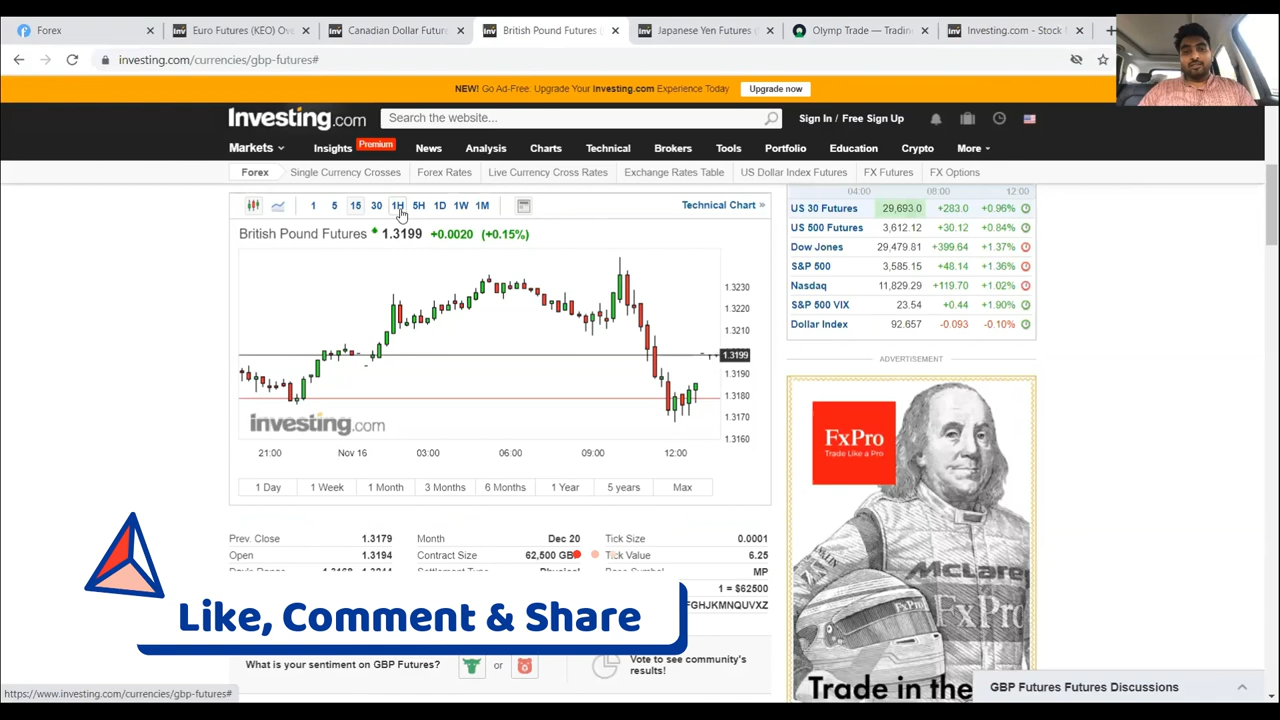 Forex
Euro Futures (KEO) Ov
Canadian Dollar Futur
British Pound Futures
Japanese Yen Futures
Olymp Trade — Tradin
Investing.com - Stock
investing.com/currencies/gbp-futures#
NEW! Go Ad-Free: Upgrade Your Investing.com Experience Today
Upgrade now
Investing.com
Search the website...
Sign In / Free Sign Up
Markets
Insights
Premium
News
Analysis
Charts
Technical
Brokers
Portfolio
Tools
Education
Crypto
More
Forex
Single Currency Crosses
Forex Rates
Live Currency Cross Rates
Exchange Rates Table
US Dollar Index Futures
FX Futures
FX Options
1 5 15 30 1H 5H 1D 1W 1M
Technical Chart »
British Pound Futures 1.3199 +0.0020 (+0.15%)
1.3230
1.3210
1.3199
1.3190
1.3180
1.3170
1.3160
investing.com
21:00 Nov 16 03:00 06:00 09:00 12:00
1 Day 1 Week 1 Month 3 Months 6 Months 1 Year 5 years Max
04:00 08:00 12:00
US 30 Futures 29,693.0 +283.0 +0.96%
US 500 Futures 3,612.12 +30.12 +0.84%
Dow Jones 29,479.81 +399.64 +1.37%
S&P 500 3,585.15 +48.14 +1.36%
Nasdaq 11,829.29 +119.70 +1.02%
S&P 500 VIX 23.54 +0.44 +1.90%
Dollar Index 92.657 -0.093 -0.10%
ADVERTISEMENT
FxPro
Trade Like a Pro
McLaren
FxPro
Trade in the
Prev. Close 1.3179 Month Dec 20 Tick Size 0.0001
Open 1.3194 Contract Size 62,500 GB Tick Value 6.25
MP
1 = $62500
FGHJKMNQUVXZ
Like, Comment & Share
What is your sentiment on GBP Futures?
or
Vote to see community's
results!
GBP Futures Futures Discussions
https://www.investing.com/currencies/gbp-futures#